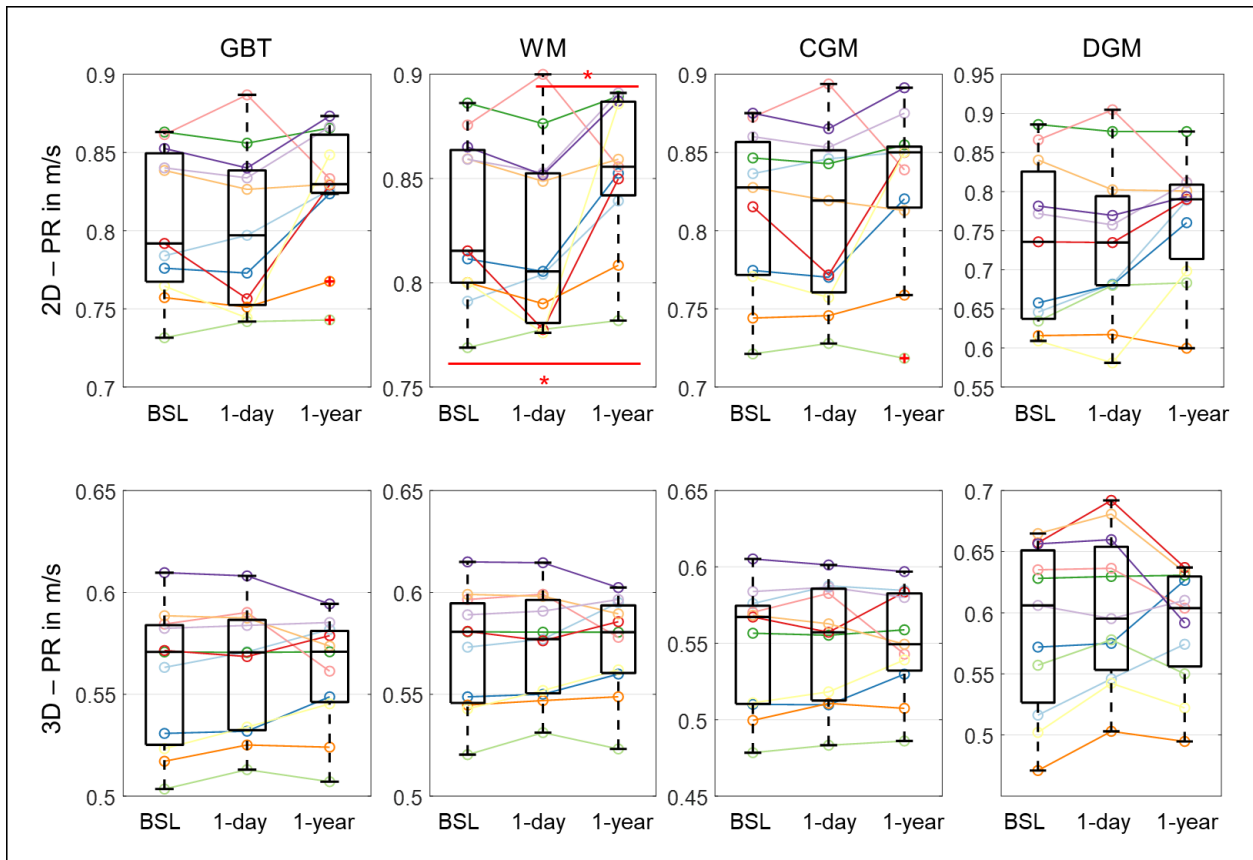 GBT WM CGM DGM
2D – PR in m/s
0.9 0.85 0.8 0.75 0.7
BSL 1-day 1-year
0.9 0.85 0.8 0.75
* *
BSL 1-day 1-year
0.9 0.85 0.8 0.75 0.7
BSL 1-day 1-year
0.95 0.9 0.85 0.8 0.75 0.7 0.65 0.6 0.55
BSL 1-day 1-year
3D – PR in m/s
0.65 0.6 0.55 0.5
BSL 1-day 1-year
0.65 0.6 0.55 0.5
BSL 1-day 1-year
0.65 0.6 0.55 0.5 0.45
BSL 1-day 1-year
0.7 0.65 0.6 0.55 0.5
BSL 1-day 1-year